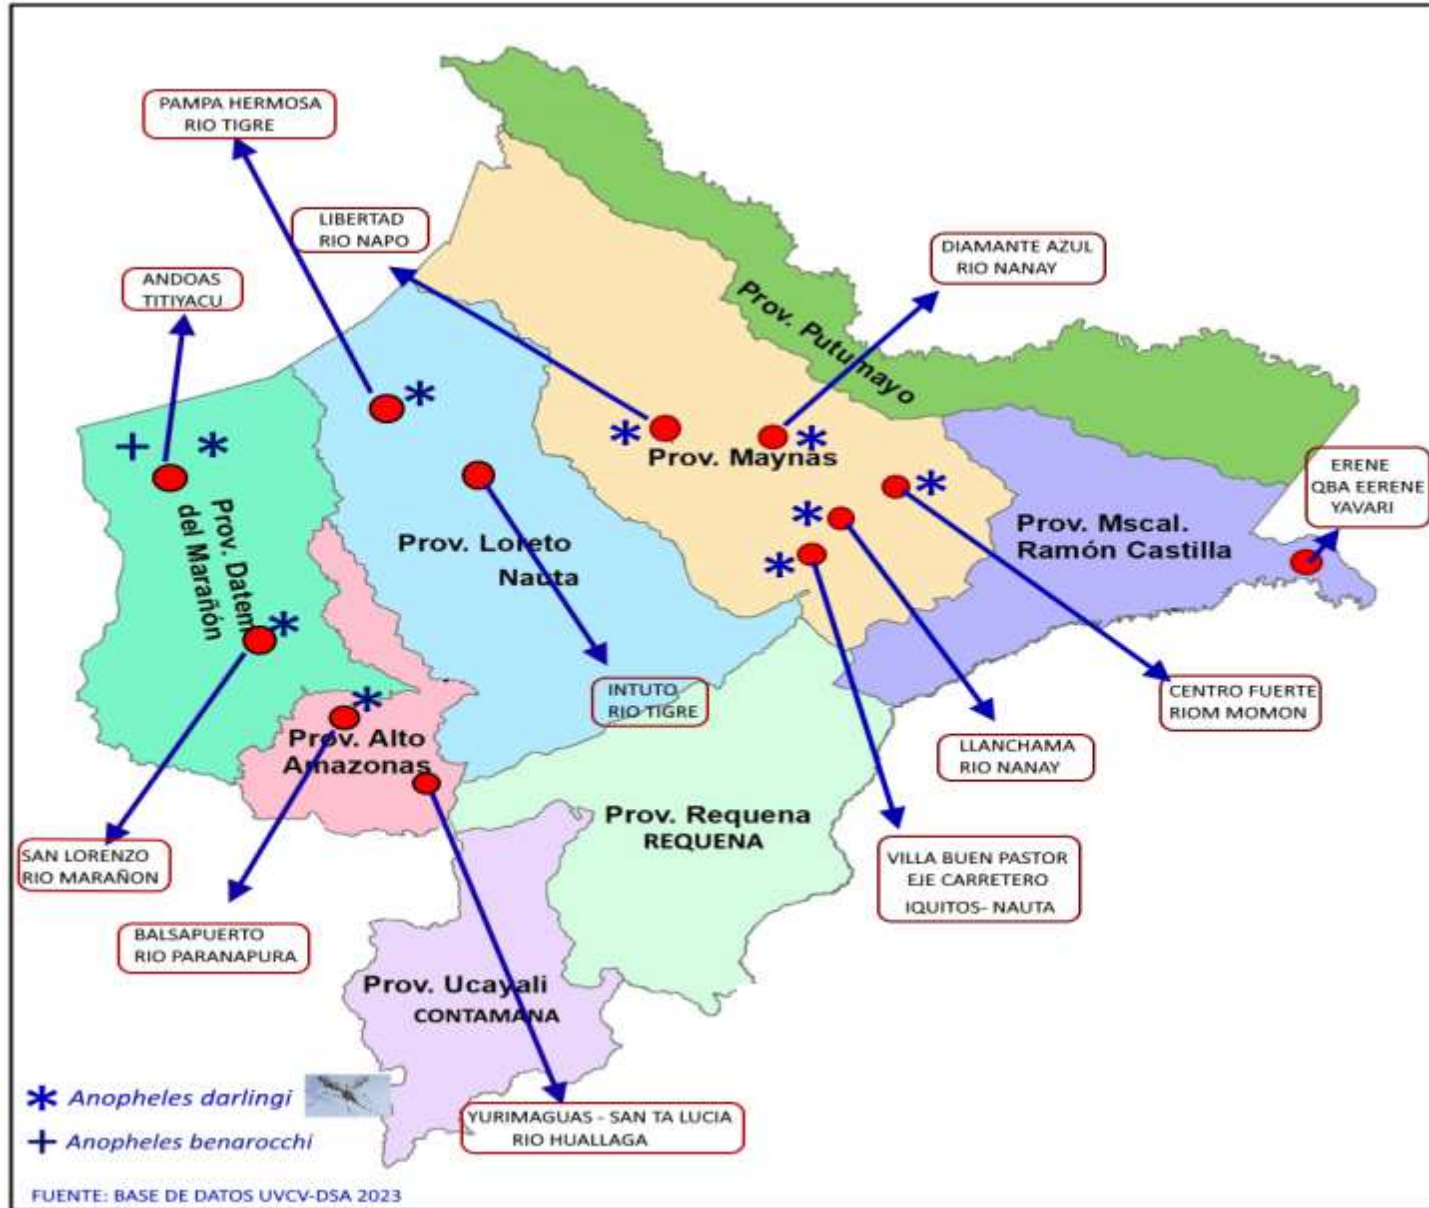 PAMPA HERMOSA
RIO TIGRE
LIBERTAD
RIO NAPO
DIAMANTE AZUL
RIO NANAY
ANDOAS
TITIYACU
Prov. Putumayo
ERENE
QBA EERENE
YAVARI
Prov. Maynas
Prov. Datem
del Marañón
Prov. Loreto
Nauta
Prov. Mscal.
Ramón Castilla
INTUTO
RIO TIGRE
CENTRO FUERTE
RIOM MOMON
LLANCHAMA
RIO NANAY
Prov. Alto
Amazonas
Prov. Requena
REQUENA
SAN LORENZO
RIO MARAÑON
VILLA BUEN PASTOR
EJE CARRETERO
IQUITOS- NAUTA
BALSAPUERTO
RIO PARANAPURA
Prov. Ucayali
CONTAMANA
Anopheles darlingi
Anopheles benarocchi
YURIMAGUAS - SAN TA LUCIA
RIO HUALLAGA
FUENTE: BASE DE DATOS UVCV-DSA 2023